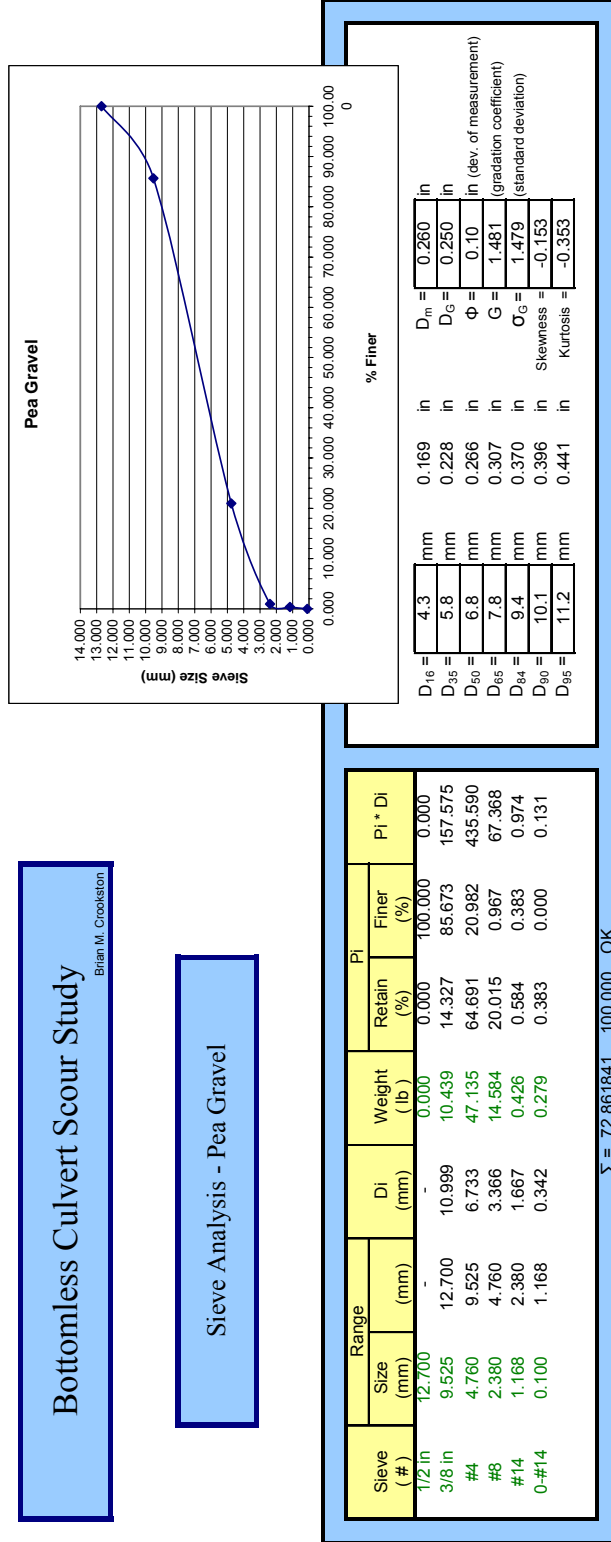 Bottomless Culvert Scour Study
Brian M. Crookston
Sieve Analysis - Pea Gravel
Sieve ( # ) Range Size (mm) (mm) Di (mm) Weight ( lb ) Pi Retain (%) Finer (%) Pi * Di
1/2 in 12.700 - - 0.000 0.000 100.000 0.000
3/8 in 9.525 12.700 10.999 10.439 14.327 85.673 157.575
#4 4.760 9.525 6.733 47.135 64.691 20.982 435.590
#8 2.380 4.760 3.366 14.584 20.015 0.967 67.368
#14 1.168 2.380 1.667 0.426 0.584 0.383 0.974
0-#14 0.100 1.168 0.342 0.279 0.383 0.000 0.131
Σ = 72.861841 100.000 OK
Pea Gravel
Sieve Size (mm)
14.000
13.000
12.000
11.000
10.000
9.000
8.000
7.000
6.000
5.000
4.000
3.000
2.000
1.000
0.000
0.000 10.000 20.000 30.000 40.000 50.000 60.000 70.000 80.000 90.000 100.00
0
% Finer
D16 = 4.3 mm 0.169 in Dm = 0.260 in
D35 = 5.8 mm 0.228 in DG = 0.250 in
D50 = 6.8 mm 0.266 in Φ = 0.10 in (dev. of measurement)
D65 = 7.8 mm 0.307 in G = 1.481 (gradation coefficient)
D84 = 9.4 mm 0.370 in σG = 1.479 (standard deviation)
D90 = 10.1 mm 0.396 in Skewness = -0.153
D95 = 11.2 mm 0.441 in Kurtosis = -0.353